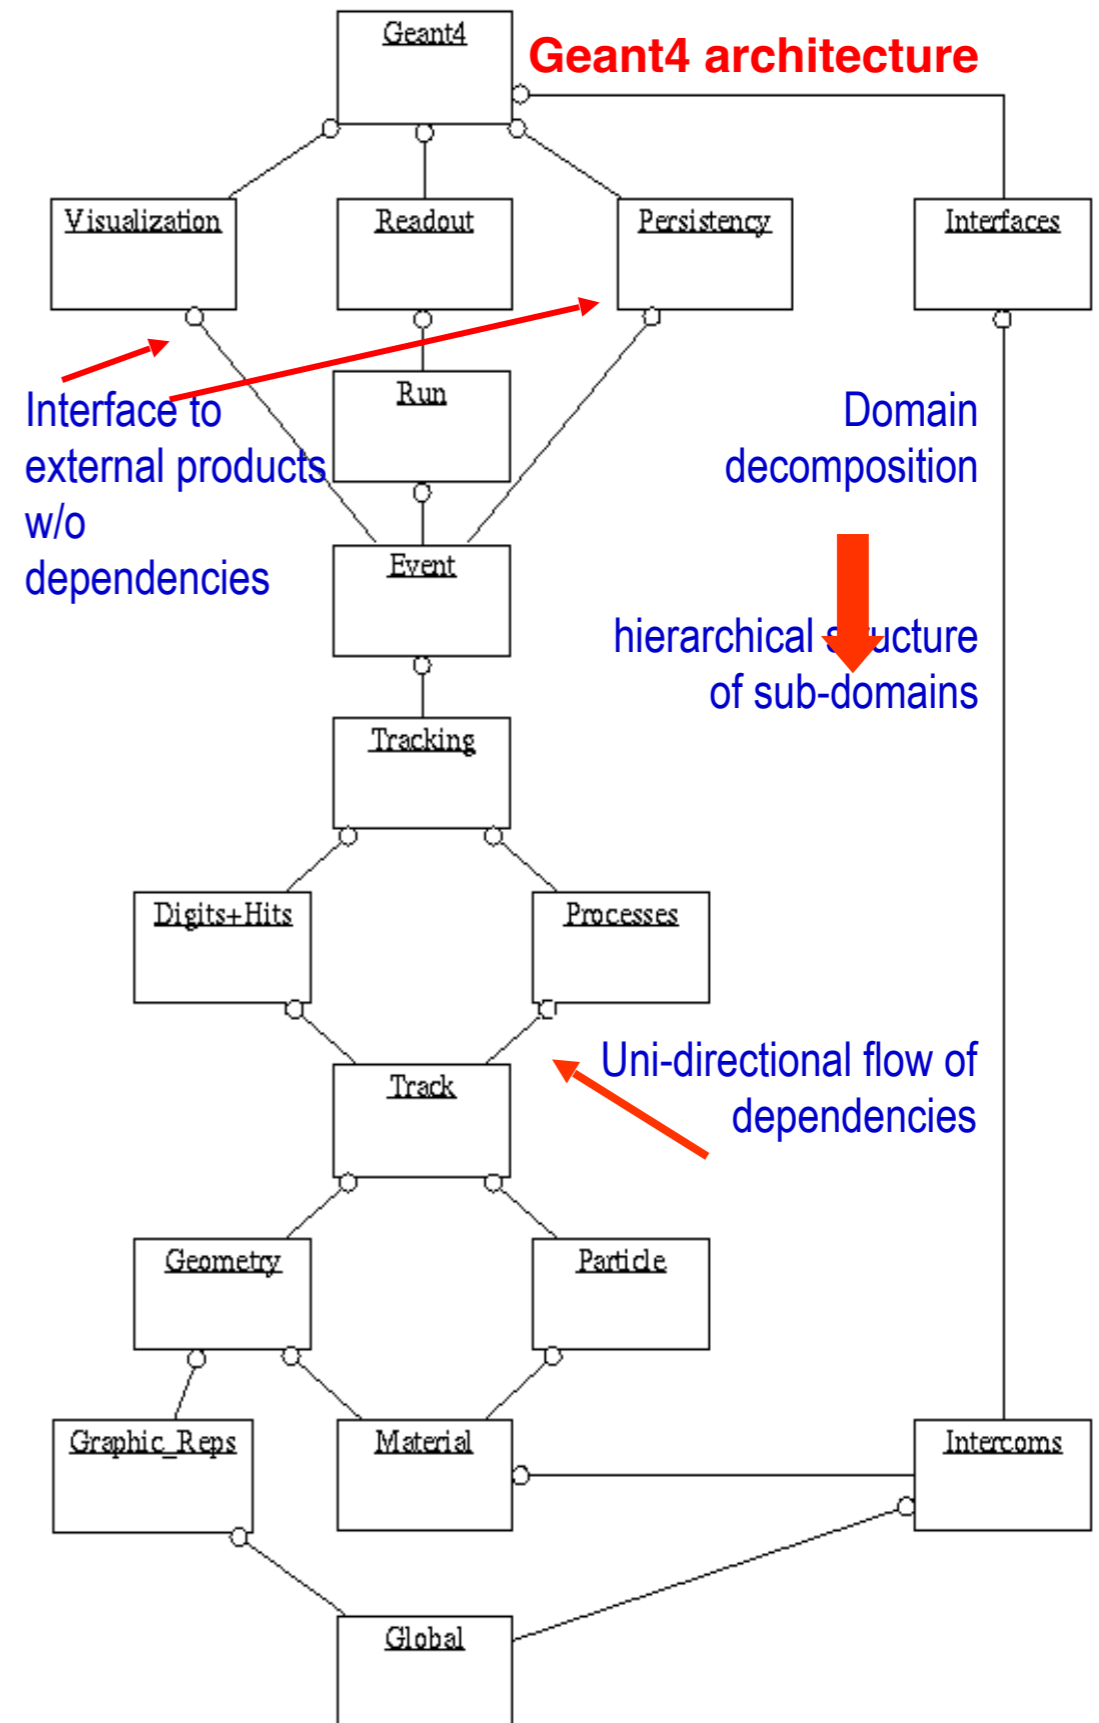 Geant4
Geant4 architecture
Visualization
Readout
Persistency
Interfaces
Run
Interface to
external products
w/o
dependencies
Domain
decomposition
Event
hierarchical structure
of sub-domains
Tracking
Digits+Hits
Processes
Uni-directional flow of
dependencies
Track
Geometry
Particle
Graphic_Reps
Material
Intercoms
Global